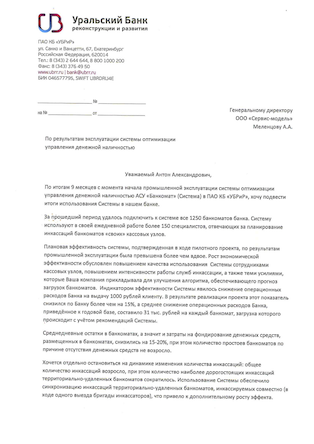 Уральский Банк
реконструкции и развития
ПАО КБ «УБРиР»
ул. Сакко и Ванцетти, 67, Екатеринбург
Российская Федерация, 620014
Тел.: 8 (343) 2 644 644, 8 800 1000 200
Факс: 8 (343) 376 49 50
www.ubrr.ru | bank@ubrr.ru
БИК 046577795, SWIFT UBRDRU4E
№
на № от
Генеральному директору
ООО «Сервис-модель»
Меленцову А.А.
По результатам эксплуатации системы оптимизации
управления денежной наличностью
Уважаемый Антон Александрович,
По итогам 9 месяцев с момента начала промышленной эксплуатации системы оптимизации
управления денежной наличностью АСУ «Банкомат» (Система) в ПАО КБ «УБРиР», хочу подвести
итоги использования Системы в нашем банке.
За прошедший период удалось подключить к системе все 1250 банкоматов банка. Систему
используют в своей ежедневной работе более 150 специалистов, отвечающих за планирование
инкассаций банкоматов «своих» кассовых узлов.
Плановая эффективность системы, подтвержденная в ходе пилотного проекта, по результатам
промышленной эксплуатации была превышена более чем вдвое. Рост экономической
эффективности обусловлен повышением качества использования Системы сотрудниками
кассовых узлов, повышением интенсивности работы служб инкассации, а также теми усилиями,
которые Ваша компания прикладывала для улучшения алгоритма, обеспечивающего прогноз
загрузок банкоматов. Индикатором эффективности Системы явилось снижение операционных
расходов Банка на выдачу 1000 рублей клиенту. В результате реализации проекта этот показатель
снизился по Банку более чем на 15%, а среднее снижение операционных расходов Банка,
приведённое к годовой базе, составило 31 тыс. рублей на каждый банкомат, загрузка которого
происходит с учётом рекомендаций Системы.
Среднедневные остатки в банкоматах, а значит и затраты на фондирование денежных средств,
размещенных в банкоматах, снизились на 15-20%, при этом количество простоев банкоматов по
причине отсутствия денежных средств не возросло.
Хочется отдельно остановиться на динамике изменения количества инкассаций: общее
количество инкассаций возросло, при этом количество наиболее дорогостоящих инкассаций
территориально-удаленных банкоматов сократилось. Использование Системы обеспечило
синхронизацию инкассаций территориально-удаленных банкоматов, инкассируемых совместно (в
ходе одного выезда бригады инкассаторов), что привело к дополнительному росту эффекта.